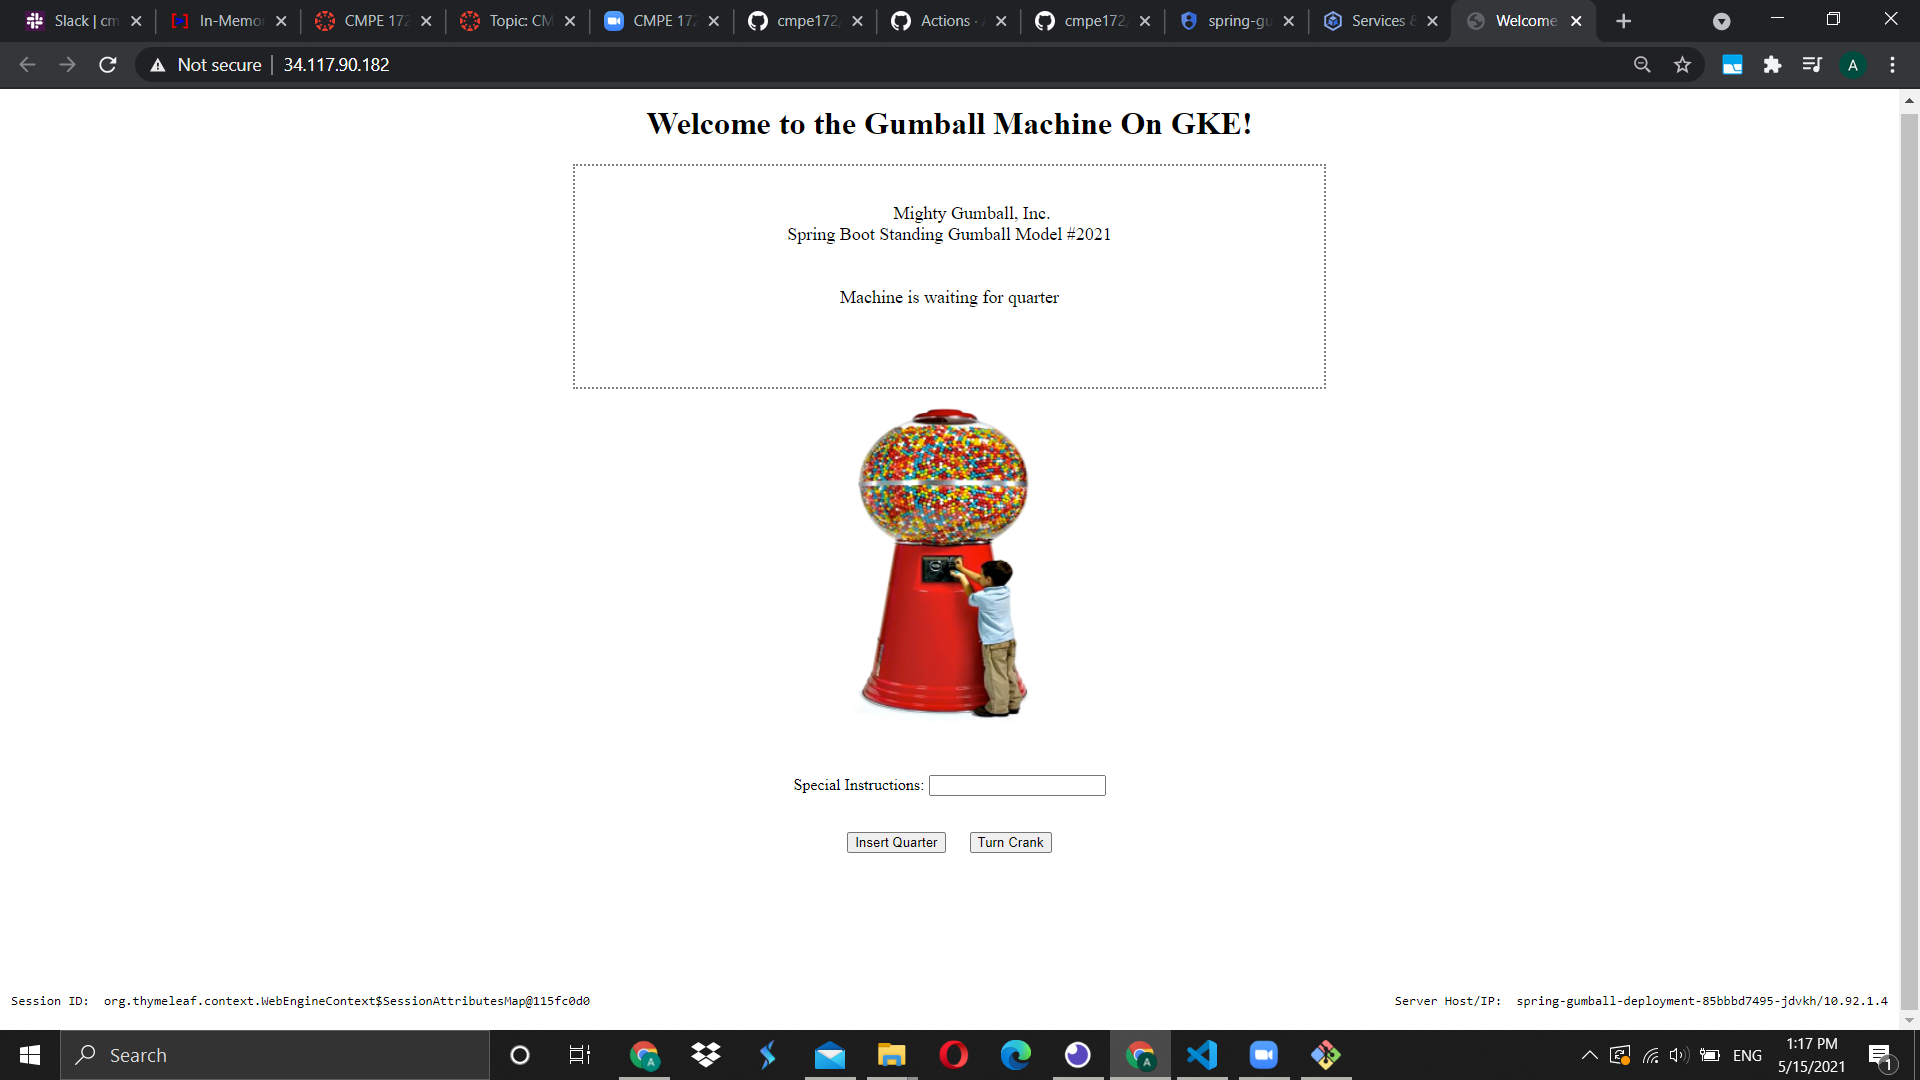 Slack | cm
In-Memo
CMPE 172
Topic: CM
CMPE 172
cmpe172
Actions ·
cmpe172
spring-gu
Services &
Welcome
Not secure
34.117.90.182
A
Welcome to the Gumball Machine On GKE!
Mighty Gumball, Inc.
Spring Boot Standing Gumball Model #2021
Machine is waiting for quarter
Special Instructions:
Insert Quarter
Turn Crank
Session ID: org.thymeleaf.context.WebEngineContext$SessionAttributesMap@115fc0d0
Server Host/IP: spring-gumball-deployment-85bbbd7495-jdvkh/10.92.1.4
Search
A
A
ENG
1:17 PM
5/15/2021
1